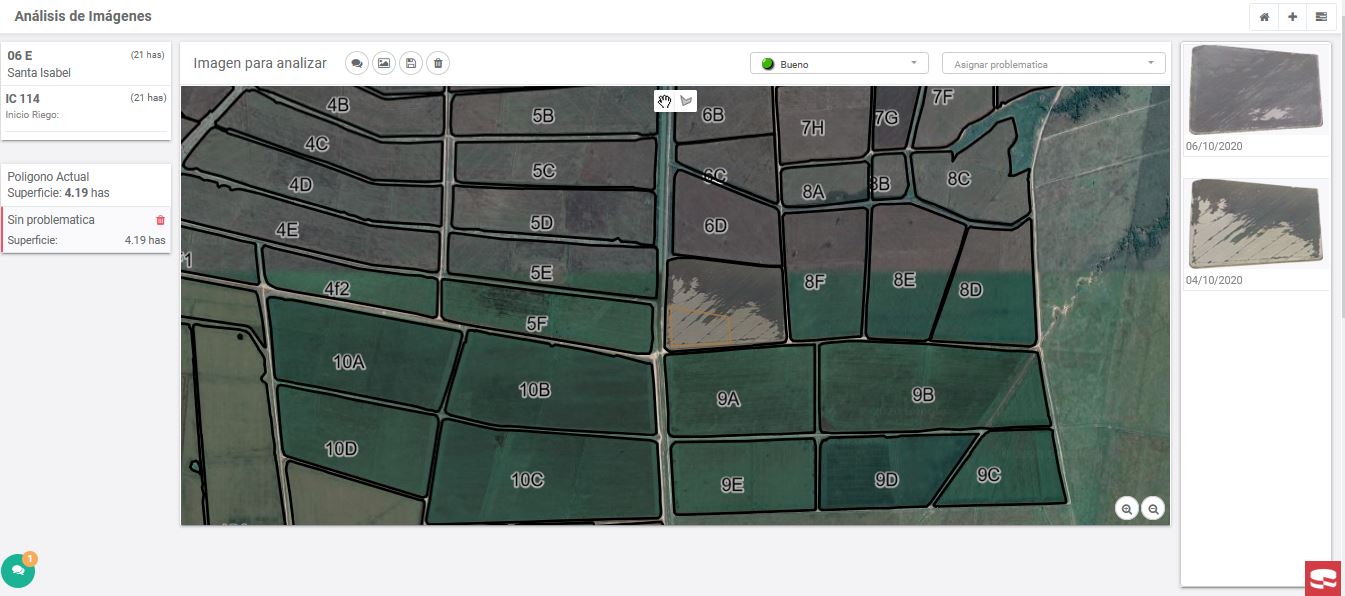 Análisis de Imágenes
06 E
(21 has)
Santa Isabel
IC 114
(21 has)
Inicio Riego:
Poligono Actual
Superficie: 4.19 has
Sin problematica
Superficie:
4.19 has
Imagen para analizar
Bueno
Asignar problematica
4B
5B
6B
7H
7G
7F
4C
5C
6C
8A
8B
8C
4D
5D
6D
4E
5E
8F
8E
8D
4f2
5F
10A
10B
9A
9B
10D
10C
9E
9D
9C
06/10/2020
04/10/2020
1